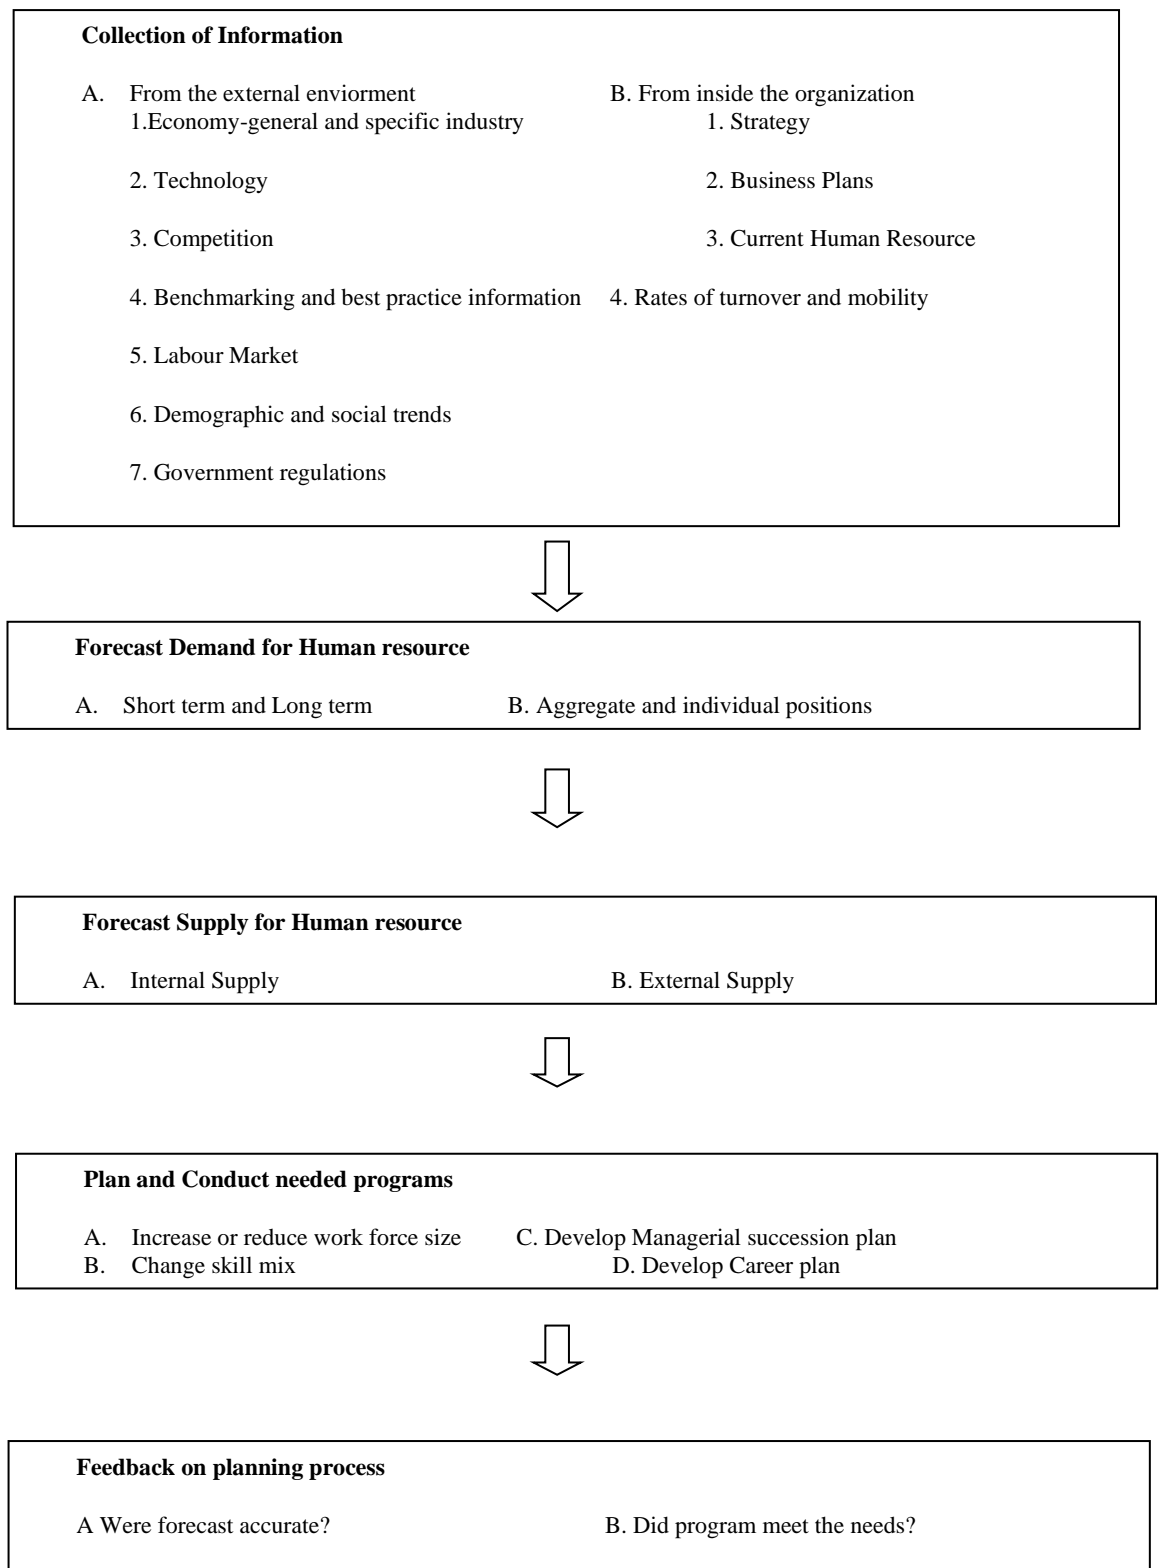 Collection of Information
A. From the external enviorment B. From inside the organization
1.Economy-general and specific industry 1. Strategy
2. Technology 2. Business Plans
3. Competition 3. Current Human Resource
4. Benchmarking and best practice information 4. Rates of turnover and mobility
5. Labour Market
6. Demographic and social trends
7. Government regulations
Forecast Demand for Human resource
A. Short term and Long term B. Aggregate and individual positions
Forecast Supply for Human resource
A. Internal Supply B. External Supply
Plan and Conduct needed programs
A. Increase or reduce work force size C. Develop Managerial succession plan
B. Change skill mix D. Develop Career plan
Feedback on planning process
A Were forecast accurate? B. Did program meet the needs?